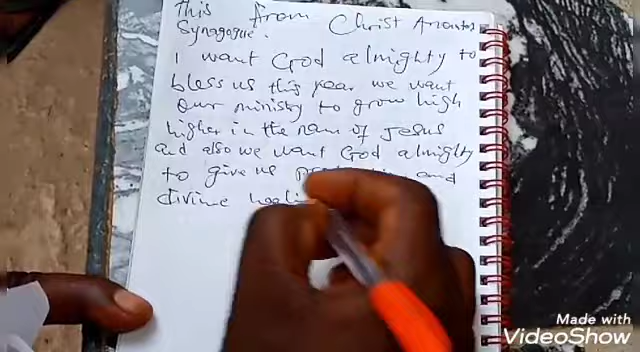 This from Christ Anointed
Synagogue.
I want God almighty to
bless us this year we want
Our ministry to grow high
higher in the name of Jesus
and also we want God almighty
to give us and
divine
Made with
VideoShow